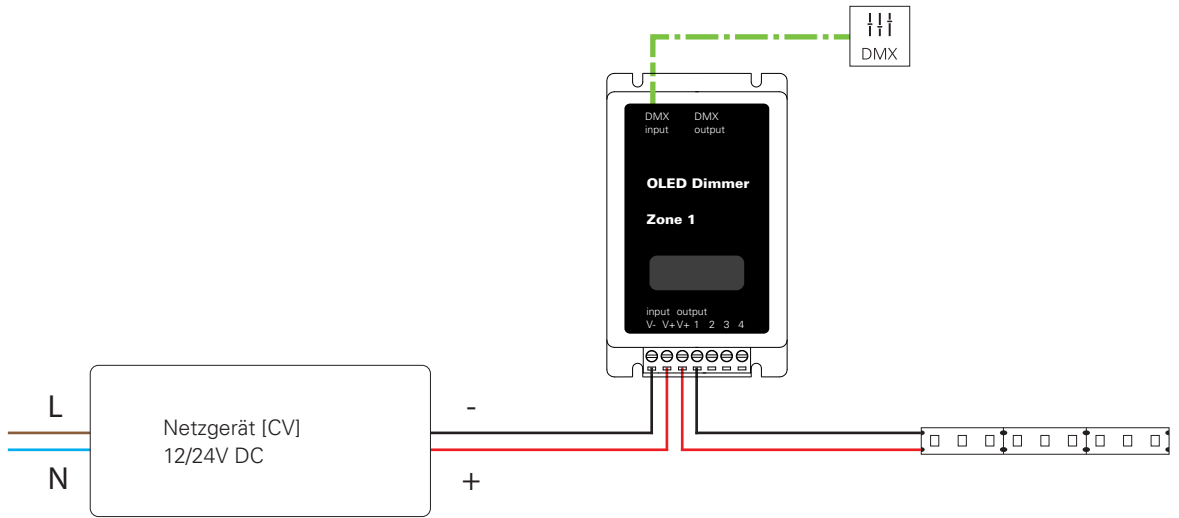 DMX
DMX DMX
input output
OLED Dimmer
Zone 1
input output
V- V+ V+ 1 2 3 4
L
N
Netzgerät [CV]
12/24V DC
-
+